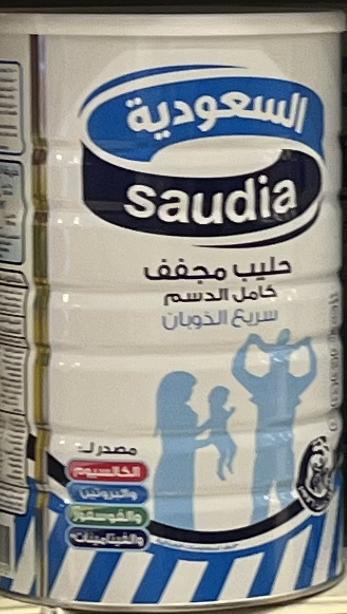 السعودية
saudia
حليب مجفف
كامل الدسم
سريع الذوبان
مصدر لـ:
الكالسيوم
والبروتين
والفوسفور
والفيتامينات